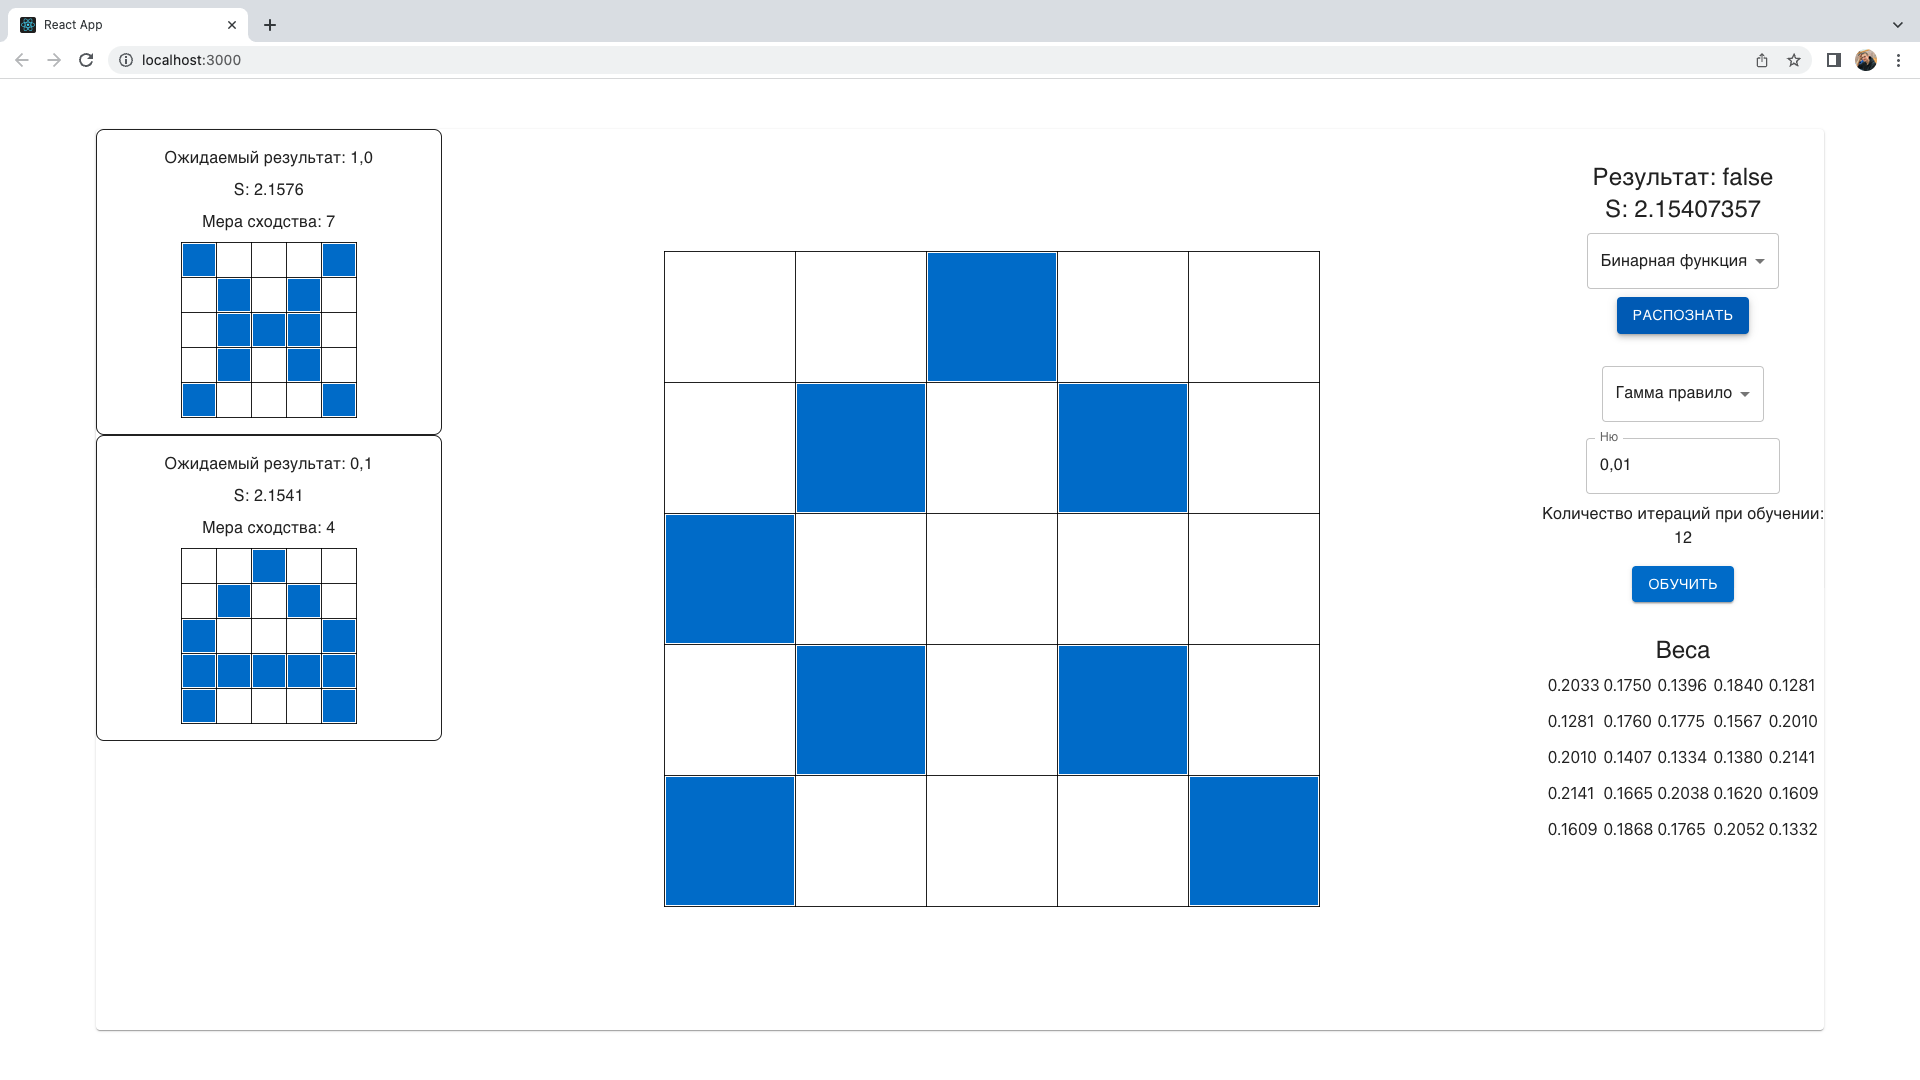 React App
localhost:3000
Ожидаемый результат: 1,0
S: 2.1576
Мера сходства: 7
Ожидаемый результат: 0,1
S: 2.1541
Мера сходства: 4
Результат: false
S: 2.15407357
Бинарная функция
РАСПОЗНАТЬ
Гамма правило
Ню
0,01
Количество итераций при обучении:
12
ОБУЧИТЬ
Веса
0.2033 0.1750 0.1396 0.1840 0.1281
0.1281 0.1760 0.1775 0.1567 0.2010
0.2010 0.1407 0.1334 0.1380 0.2141
0.2141 0.1665 0.2038 0.1620 0.1609
0.1609 0.1868 0.1765 0.2052 0.1332